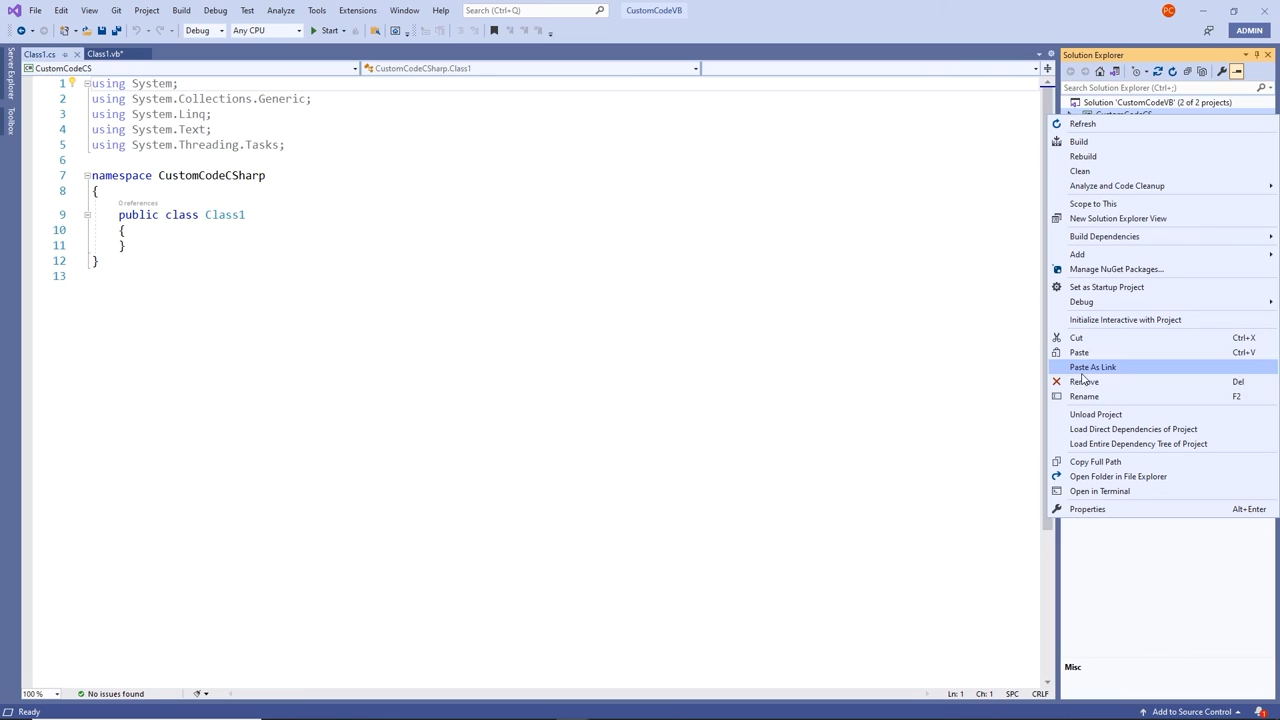 File Edit View Git Project Build Debug Test Analyze Tools Extensions Window Help Search (Ctrl+Q) CustomCodeVB PC
Debug Any CPU Start ADMIN
Class1.cs Class1.vb* Solution Explorer
CustomCodeCS CustomCodeCSharp.Class1
Server Explorer
Toolbox
1 using System;
2 using System.Collections.Generic;
3 using System.Linq;
4 using System.Text;
5 using System.Threading.Tasks;
6
7 namespace CustomCodeCSharp
8 {
0 references
9 public class Class1
10 {
11 }
12 }
13
Search Solution Explorer (Ctrl+;)
Solution 'CustomCodeVB' (2 of 2 projects)
CustomCodeCS
Refresh
Build
Rebuild
Clean
Analyze and Code Cleanup
Scope to This
New Solution Explorer View
Build Dependencies
Add
Manage NuGet Packages...
Set as Startup Project
Debug
Initialize Interactive with Project
Cut Ctrl+X
Paste Ctrl+V
Paste As Link
Remove Del
Rename F2
Unload Project
Load Direct Dependencies of Project
Load Entire Dependency Tree of Project
Copy Full Path
Open Folder in File Explorer
Open in Terminal
Properties Alt+Enter
Misc
100 % No issues found Ln: 1 Ch: 1 SPC CRLF
Ready Add to Source Control 1